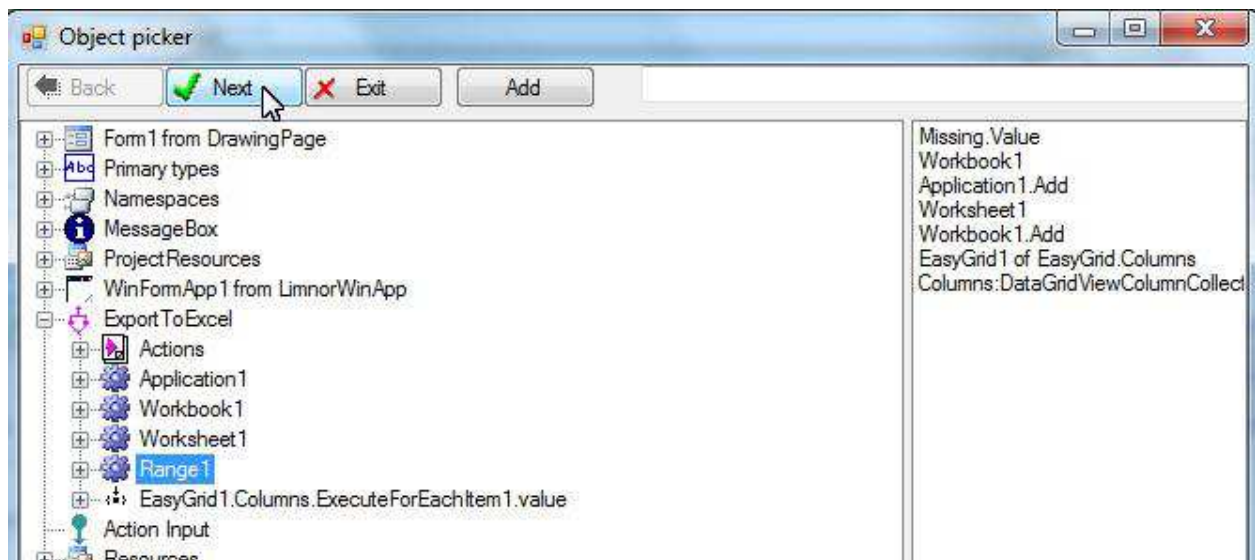 Object picker
Back Next Exit Add
Form1 from DrawingPage
Abc Primary types
Namespaces
MessageBox
ProjectResources
WinFormApp1 from LimnorWinApp
ExportToExcel
Actions
Application1
Workbook1
Worksheet1
Range1
EasyGrid1.Columns.ExecuteForEachItem1.value
Action Input
Resources
Missing.Value
Workbook1
Application1.Add
Worksheet1
Workbook1.Add
EasyGrid1 of EasyGrid.Columns
Columns:DataGridViewColumnCollect